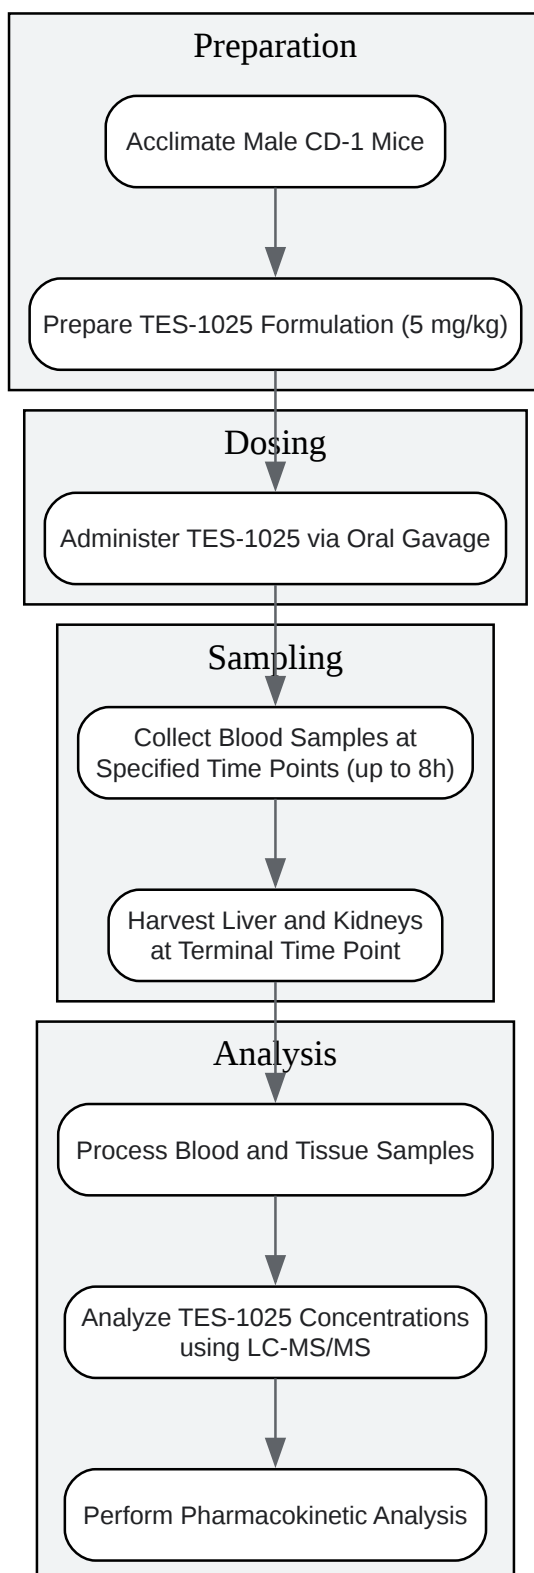 Preparation
Acclimate Male CD-1 Mice
Prepare TES-1025 Formulation (5 mg/kg)
Dosing
Administer TES-1025 via Oral Gavage
Sampling
Collect Blood Samples at
Specified Time Points (up to 8h)
Harvest Liver and Kidneys
at Terminal Time Point
Analysis
Process Blood and Tissue Samples
Analyze TES-1025 Concentrations
using LC-MS/MS
Perform Pharmacokinetic Analysis